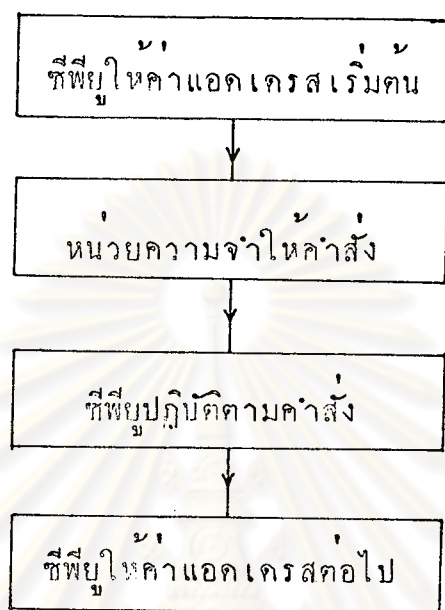 ซีพียูให้ค่าแอดเดรสเริ่มต้น
หน่วยความจำให้คำสั่ง
ซีพียูปฏิบัติตามคำสั่ง
ซีพียูให้ค่าแอดเดรสต่อไป